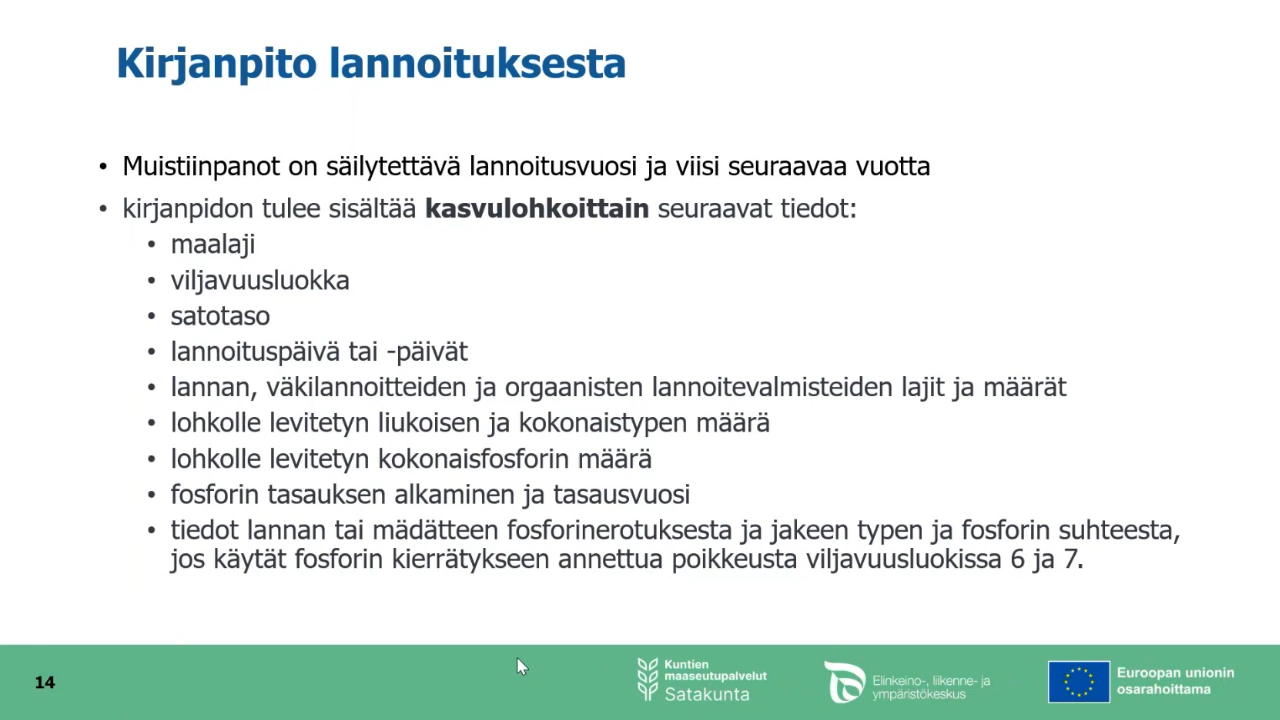 Kirjanpito lannoituksesta
• Muistiinpanot on säilytettävä lannoitusvuosi ja viisi seuraavaa vuotta
• kirjanpidon tulee sisältää kasvulohkoittain seuraavat tiedot:
• maalaji
• viljavuusluokka
• satotaso
• lannoituspäivä tai -päivät
• lannan, väkilannoitteiden ja orgaanisten lannoitevalmisteiden lajit ja määrät
• lohkolle levitetyn liukoisen ja kokonaistypen määrä
• lohkolle levitetyn kokonaisfosforin määrä
• fosforin tasauksen alkaminen ja tasausvuosi
• tiedot lannan tai mädätteen fosforinerotuksesta ja jakeen typen ja fosforin suhteesta,
jos käytät fosforin kierrätykseen annettua poikkeusta viljavuusluokissa 6 ja 7.
14
Kuntien
maaseutupalvelut
Satakunta
Elinkeino-, liikenne- ja
ympäristökeskus
Euroopan unionin
osarahoittama